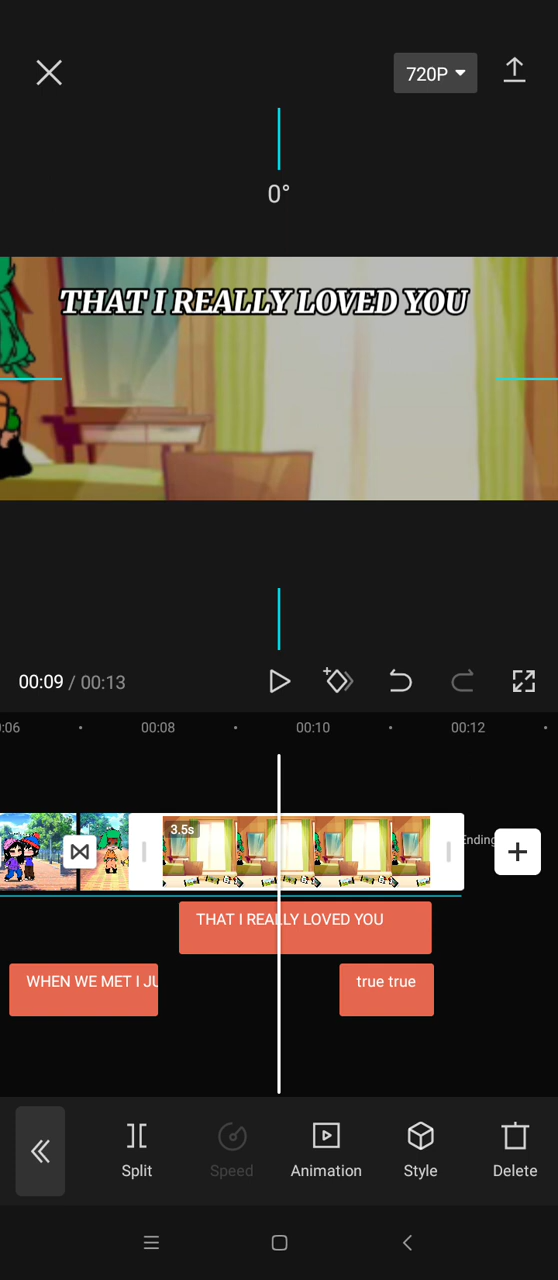 720P
0°
THAT I REALLY LOVED YOU
00:09 / 00:13
:06 00:08 00:10 00:12
3.5s
Ending
THAT I REALLY LOVED YOU
WHEN WE MET I JU
true true
Split Speed Animation Style Delete